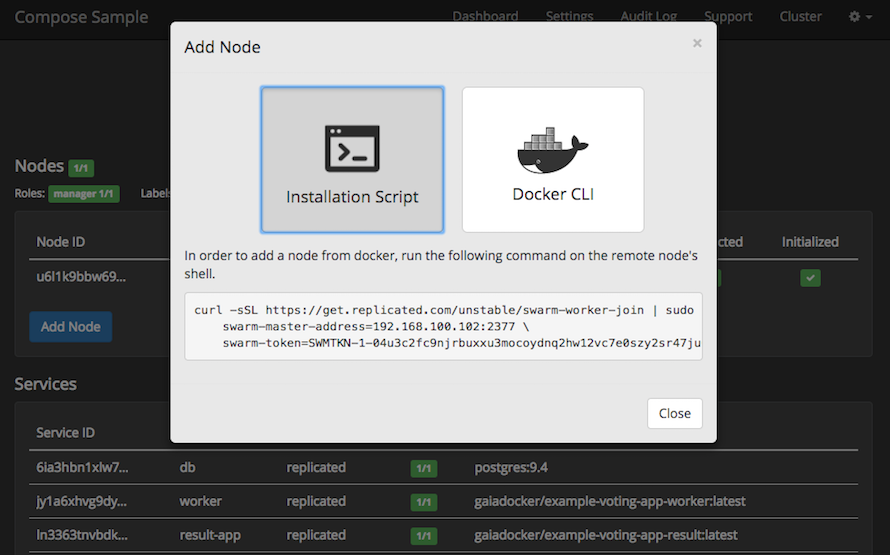 Compose Sample
Dashboard Settings Audit Log Support Cluster
Add Node
×
Installation Script
Docker CLI
In order to add a node from docker, run the following command on the remote node's
shell.
curl -sSL https://get.replicated.com/unstable/swarm-worker-join | sudo
swarm-master-address=192.168.100.102:2377 \
swarm-token=SWMTKN-1-04u3c2fc9njrbuxxu3mocoydnq2hw12vc7e0szy2sr47ju
Close
Nodes 1/1
Roles: manager 1/1 Labels
Node ID cted Initialized
u6l1k9bbw69...
Add Node
Services
Service ID
6ia3hbn1xlw7... db replicated 1/1 postgres:9.4
jy1a6xhvg9dy... worker replicated 1/1 gaiadocker/example-voting-app-worker:latest
ln3363tnvbdk... result-app replicated 1/1 gaiadocker/example-voting-app-result:latest